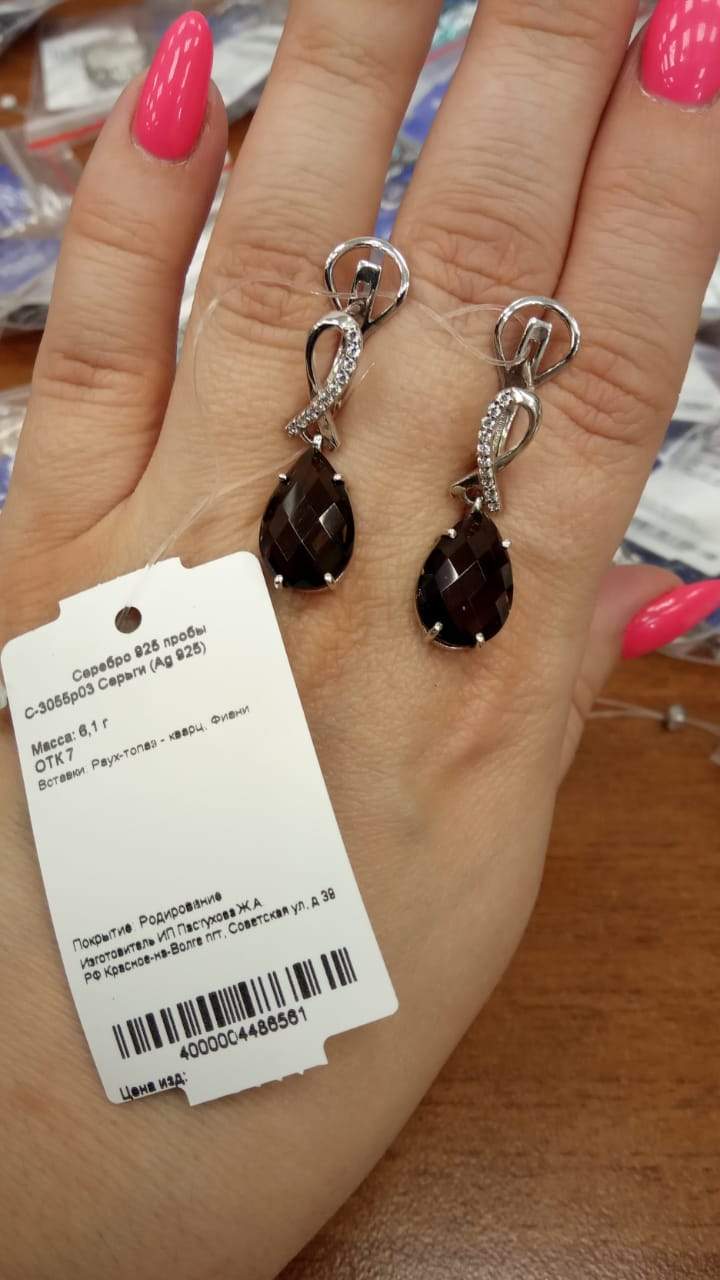 Серебро 925 пробы
С-3055р03 Серьги (Ag 925)
Масса: 6,1 г
ОТК 7
Вставки: Раух-топаз - кварц, Фиани
Покрытие: Родирование
Изготовитель ИП Пастухова Ж.А
РФ Красное-на-Волге пгт, Советская ул, д 39
4000004486561
Цена изд: